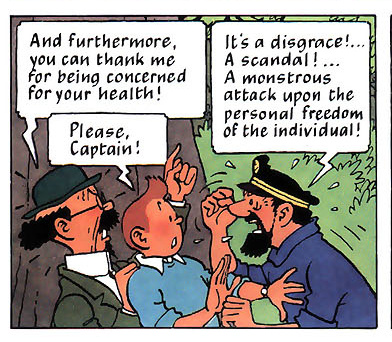 And furthermore,
you can thank me
for being concerned
for your health!
Please,
Captain!
It's a disgrace!...
A scandal!...
A monstrous
attack upon the
personal freedom
of the individual!